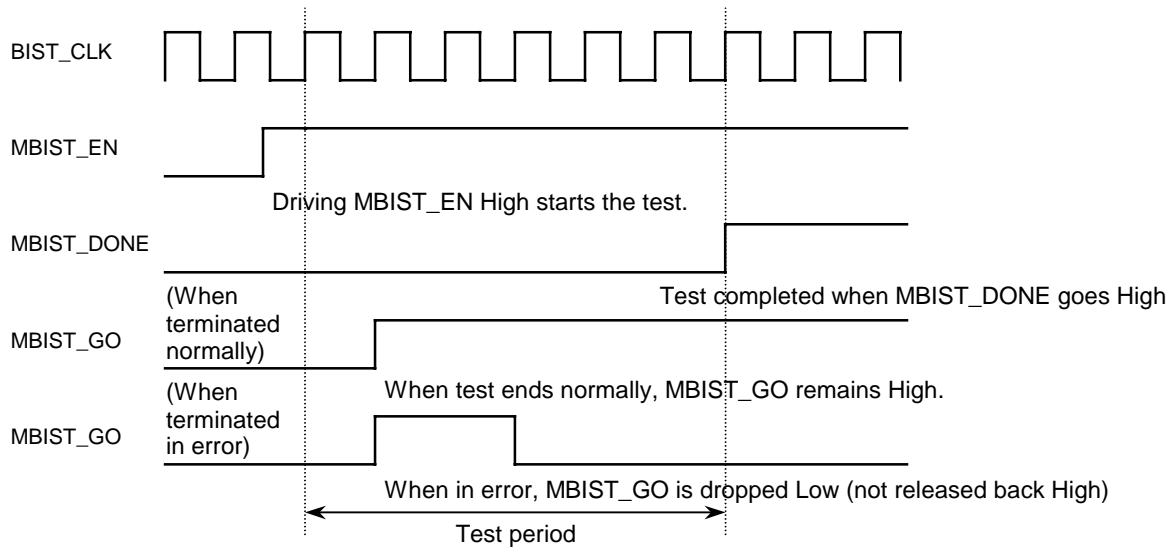 BIST_CLK
MBIST_EN
Driving MBIST_EN High starts the test.
MBIST_DONE
Test completed when MBIST_DONE goes High
(When
terminated
normally)
MBIST_GO
When test ends normally, MBIST_GO remains High.
(When
terminated
in error)
MBIST_GO
When in error, MBIST_GO is dropped Low (not released back High)
Test period